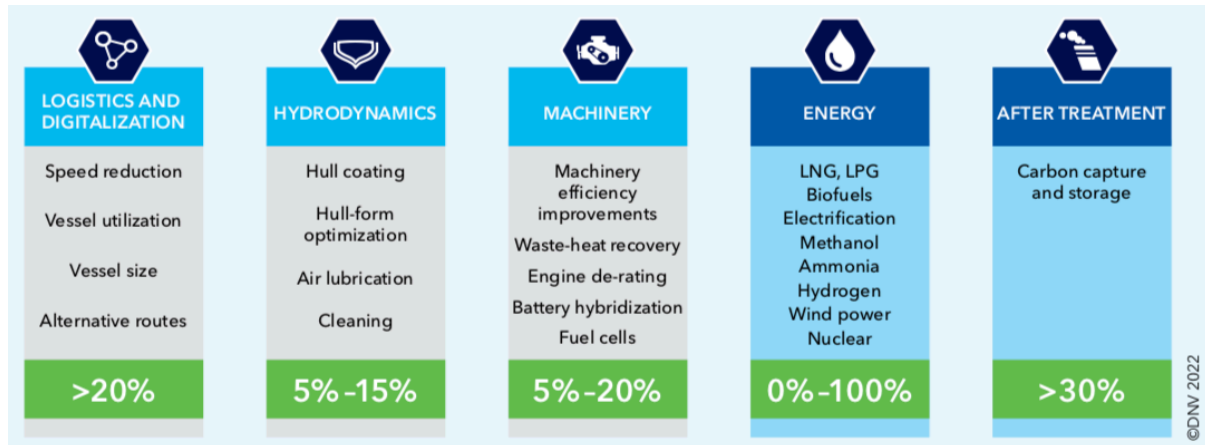 LOGISTICS AND
DIGITALIZATION
Speed reduction
Vessel utilization
Vessel size
Alternative routes
>20%
HYDRODYNAMICS
Hull coating
Hull-form
optimization
Air lubrication
Cleaning
5%–15%
MACHINERY
Machinery
efficiency
improvements
Waste-heat recovery
Engine de-rating
Battery hybridization
Fuel cells
5%–20%
ENERGY
LNG, LPG
Biofuels
Electrification
Methanol
Ammonia
Hydrogen
Wind power
Nuclear
0%–100%
AFTER TREATMENT
Carbon capture
and storage
>30%
©DNV 2022